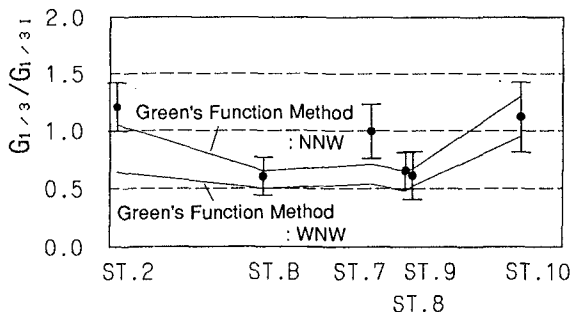 2.0
1.5
1.0
0.5
0.0
G1/3/G1/3I
Green's Function Method
: NNW
Green's Function Method
: WNW
ST.2 ST.B ST.7 ST.9 ST.10
ST.8